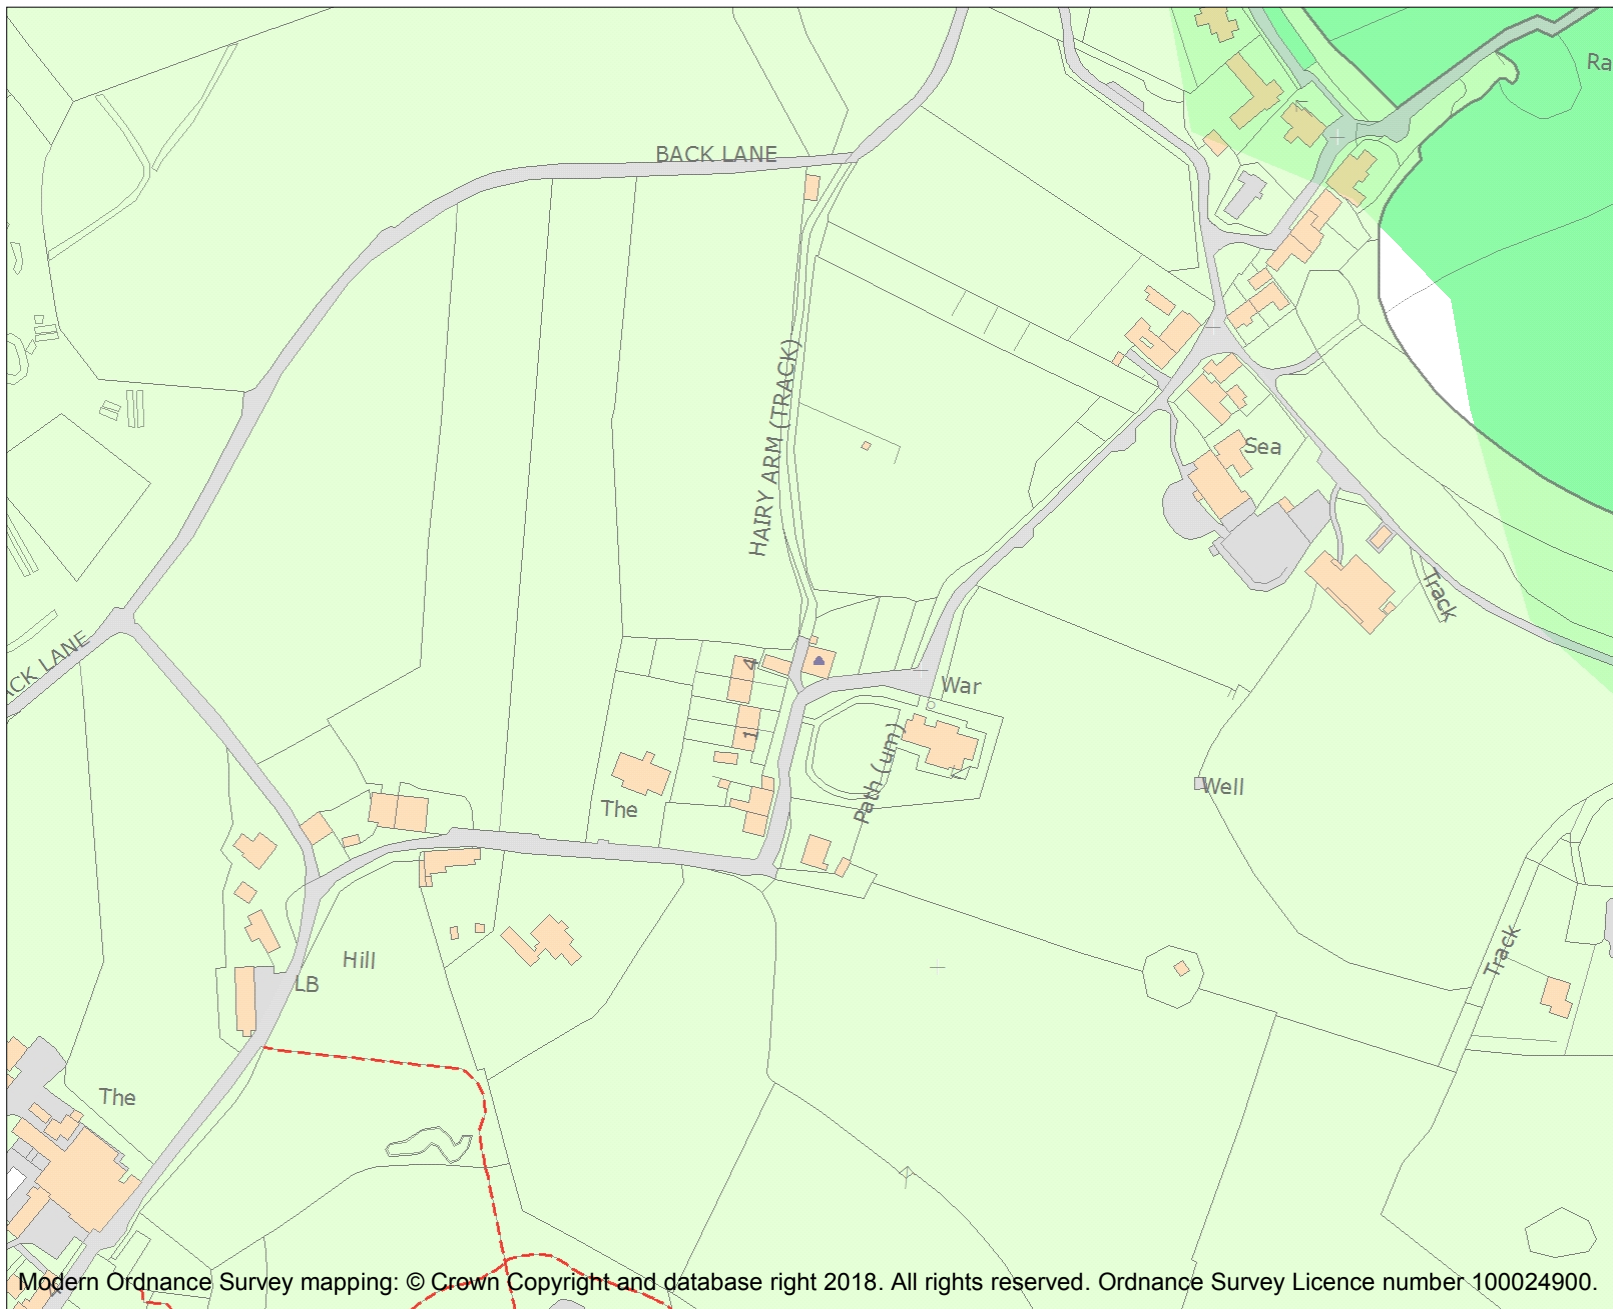 Ra
BACK LANE
HAIRY ARM (TRACK)
Sea
Track
ACK LANE
4
War
1
Path (um)
Well
The
Track
Hill
LB
The
Modern Ordnance Survey mapping: © Crown Copyright and database right 2018. All rights reserved. Ordnance Survey Licence number 100024900.